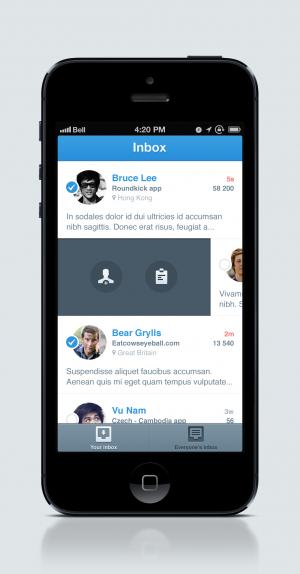 Bell 4:20 PM
Inbox
Bruce Lee 5s
Roundkick app 58 200
Hong Kong
In sodales dolor id dui ultricies id accumsan
nibh sagittis. Donec erat risus, feugiat a...
Vivam
nibh. S
Bear Grylls 2m
Eatcowseyeball.com 13 540
Great Britain
Suspendisse aliquet faucibus accumsan.
Aenean quis mi eget quam tempus vulputate...
Vu Nam 3w
Czech - Cambodia app 56
Your Inbox Everyone's Inbox